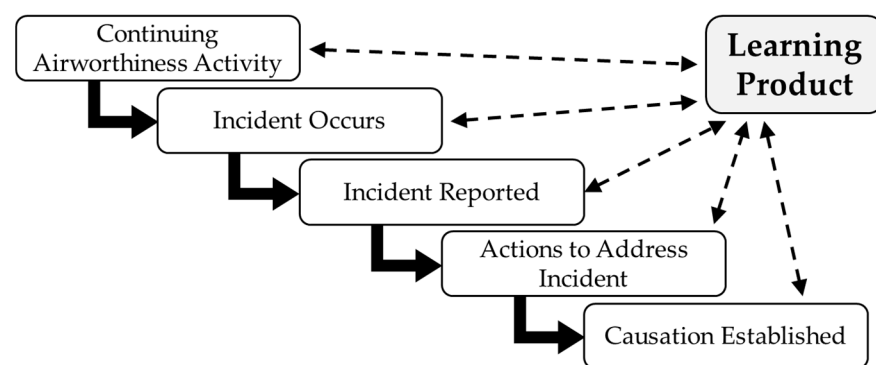 Continuing
Airworthiness Activity
Learning
Product
Incident Occurs
Incident Reported
Actions to Address
Incident
Causation Established